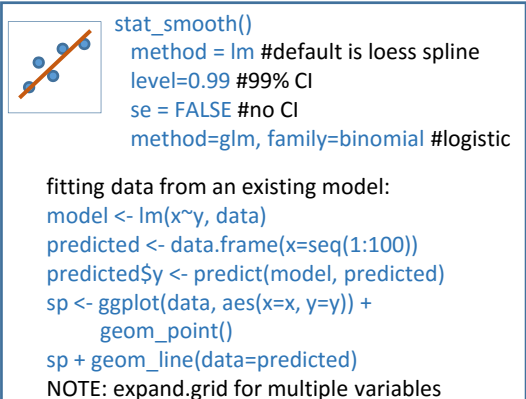 stat_smooth()
method = lm #default is loess spline
level=0.99 #99% CI
se = FALSE #no CI
method=glm, family=binomial #logistic
fitting data from an existing model:
model <- lm(x~y, data)
predicted <- data.frame(x=seq(1:100))
predicted$y <- predict(model, predicted)
sp <- ggplot(data, aes(x=x, y=y)) +
geom_point()
sp + geom_line(data=predicted)
NOTE: expand.grid for multiple variables